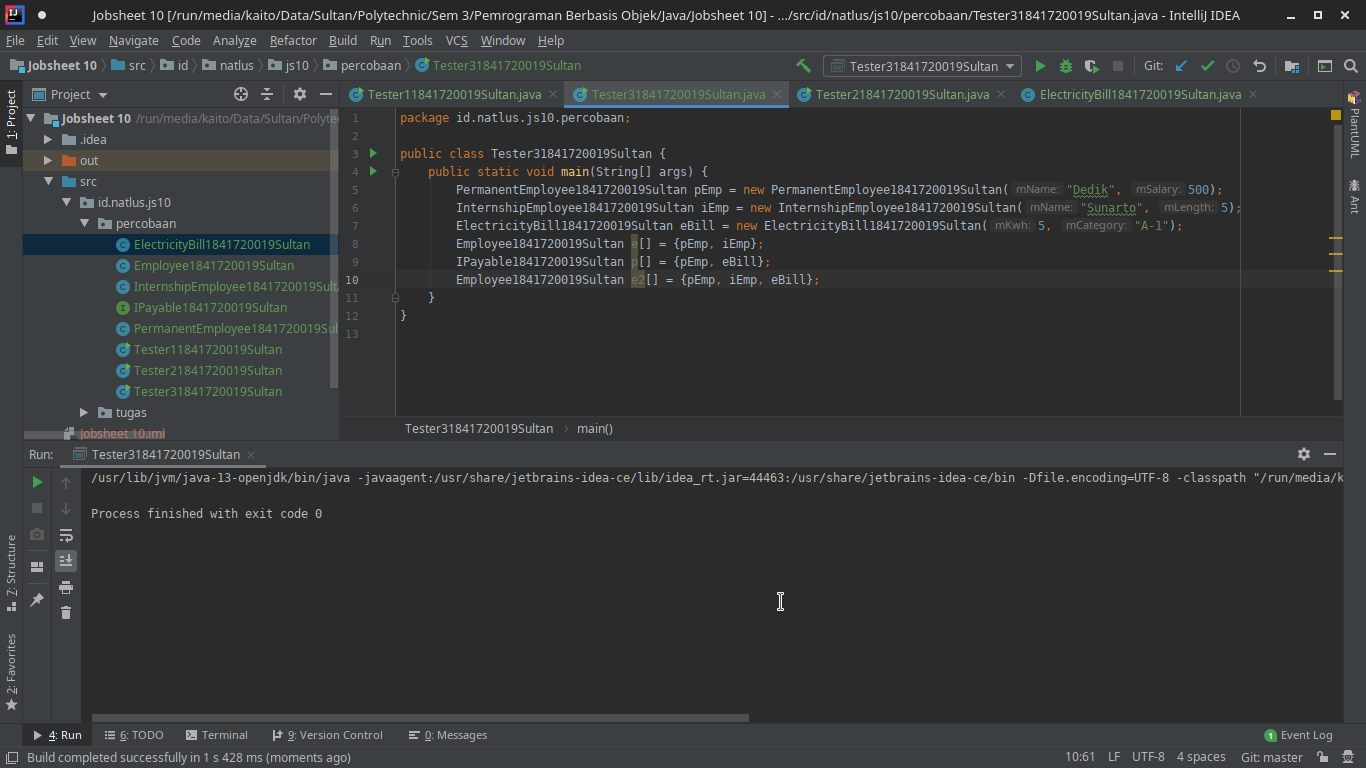 Jobsheet 10 [/run/media/kaito/Data/Sultan/Polytechnic/Sem 3/Pemrograman Berbasis Objek/Java/Jobsheet 10] - .../src/id/natlus/js10/percobaan/Tester31841720019Sultan.java - IntelliJ IDEA
File Edit View Navigate Code Analyze Refactor Build Run Tools VCS Window Help
Jobsheet 10 src id natlus js10 percobaan Tester31841720019Sultan Tester31841720019Sultan Git:
Project
Tester11841720019Sultan.java Tester31841720019Sultan.java Tester21841720019Sultan.java ElectricityBill1841720019Sultan.java
1: Project
Jobsheet 10 /run/media/kaito/Data/Sultan/Polyte
.idea
out
src
id.natlus.js10
percobaan
ElectricityBill1841720019Sultan
Employee1841720019Sultan
InternshipEmployee1841720019Sult
IPayable1841720019Sultan
PermanentEmployee1841720019Sul
Tester11841720019Sultan
Tester21841720019Sultan
Tester31841720019Sultan
tugas
Jobsheet 10.iml
1 package id.natlus.js10.percobaan;
2
3 public class Tester31841720019Sultan {
4 public static void main(String[] args) {
5 PermanentEmployee1841720019Sultan pEmp = new PermanentEmployee1841720019Sultan( mName: "Dedik", mSalary: 500);
6 InternshipEmployee1841720019Sultan iEmp = new InternshipEmployee1841720019Sultan( mName: "Sunarto", mLength: 5);
7 ElectricityBill1841720019Sultan eBill = new ElectricityBill1841720019Sultan( mKwh: 5, mCategory: "A-1");
8 Employee1841720019Sultan e[] = {pEmp, iEmp};
9 IPayable1841720019Sultan p[] = {pEmp, eBill};
10 Employee1841720019Sultan e2[] = {pEmp, iEmp, eBill};
11 }
12 }
13
Tester31841720019Sultan main()
PlantUML
Ant
Run: Tester31841720019Sultan
/usr/lib/jvm/java-13-openjdk/bin/java -javaagent:/usr/share/jetbrains-idea-ce/lib/idea_rt.jar=44463:/usr/share/jetbrains-idea-ce/bin -Dfile.encoding=UTF-8 -classpath "/run/media/k
Process finished with exit code 0
7: Structure
2: Favorites
4: Run 6: TODO Terminal 9: Version Control 0: Messages 1 Event Log
Build completed successfully in 1 s 428 ms (moments ago) 10:61 LF UTF-8 4 spaces Git: master